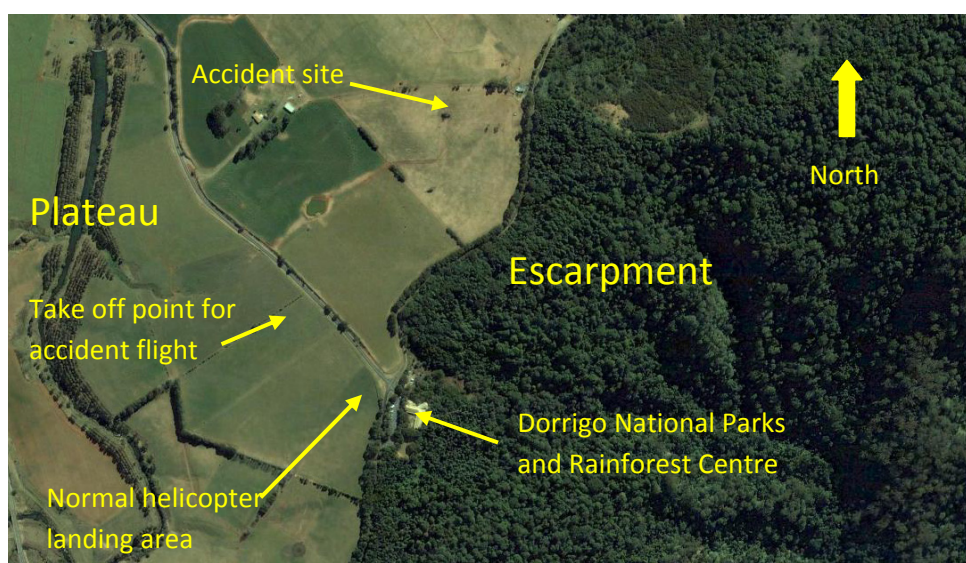 Accident site
North
Plateau
Escarpment
Take off point for
accident flight
Dorrigo National Parks
and Rainforest Centre
Normal helicopter
landing area